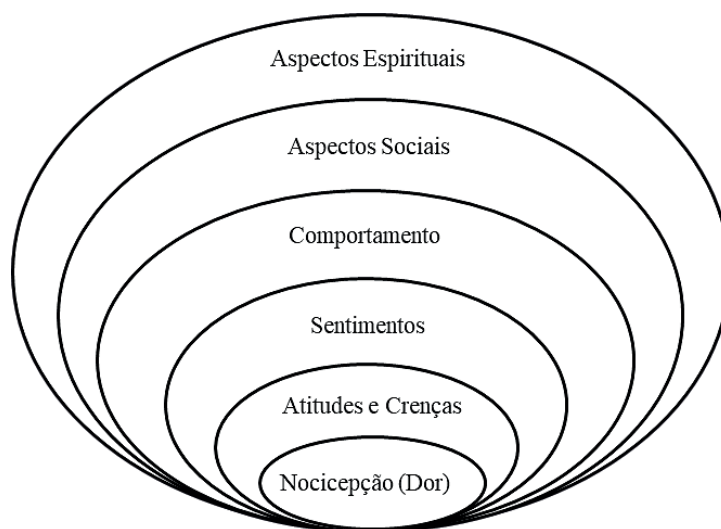 Aspectos Espirituais
Aspectos Sociais
Comportamento
Sentimentos
Atitudes e Crenças
Nocicepção (Dor)